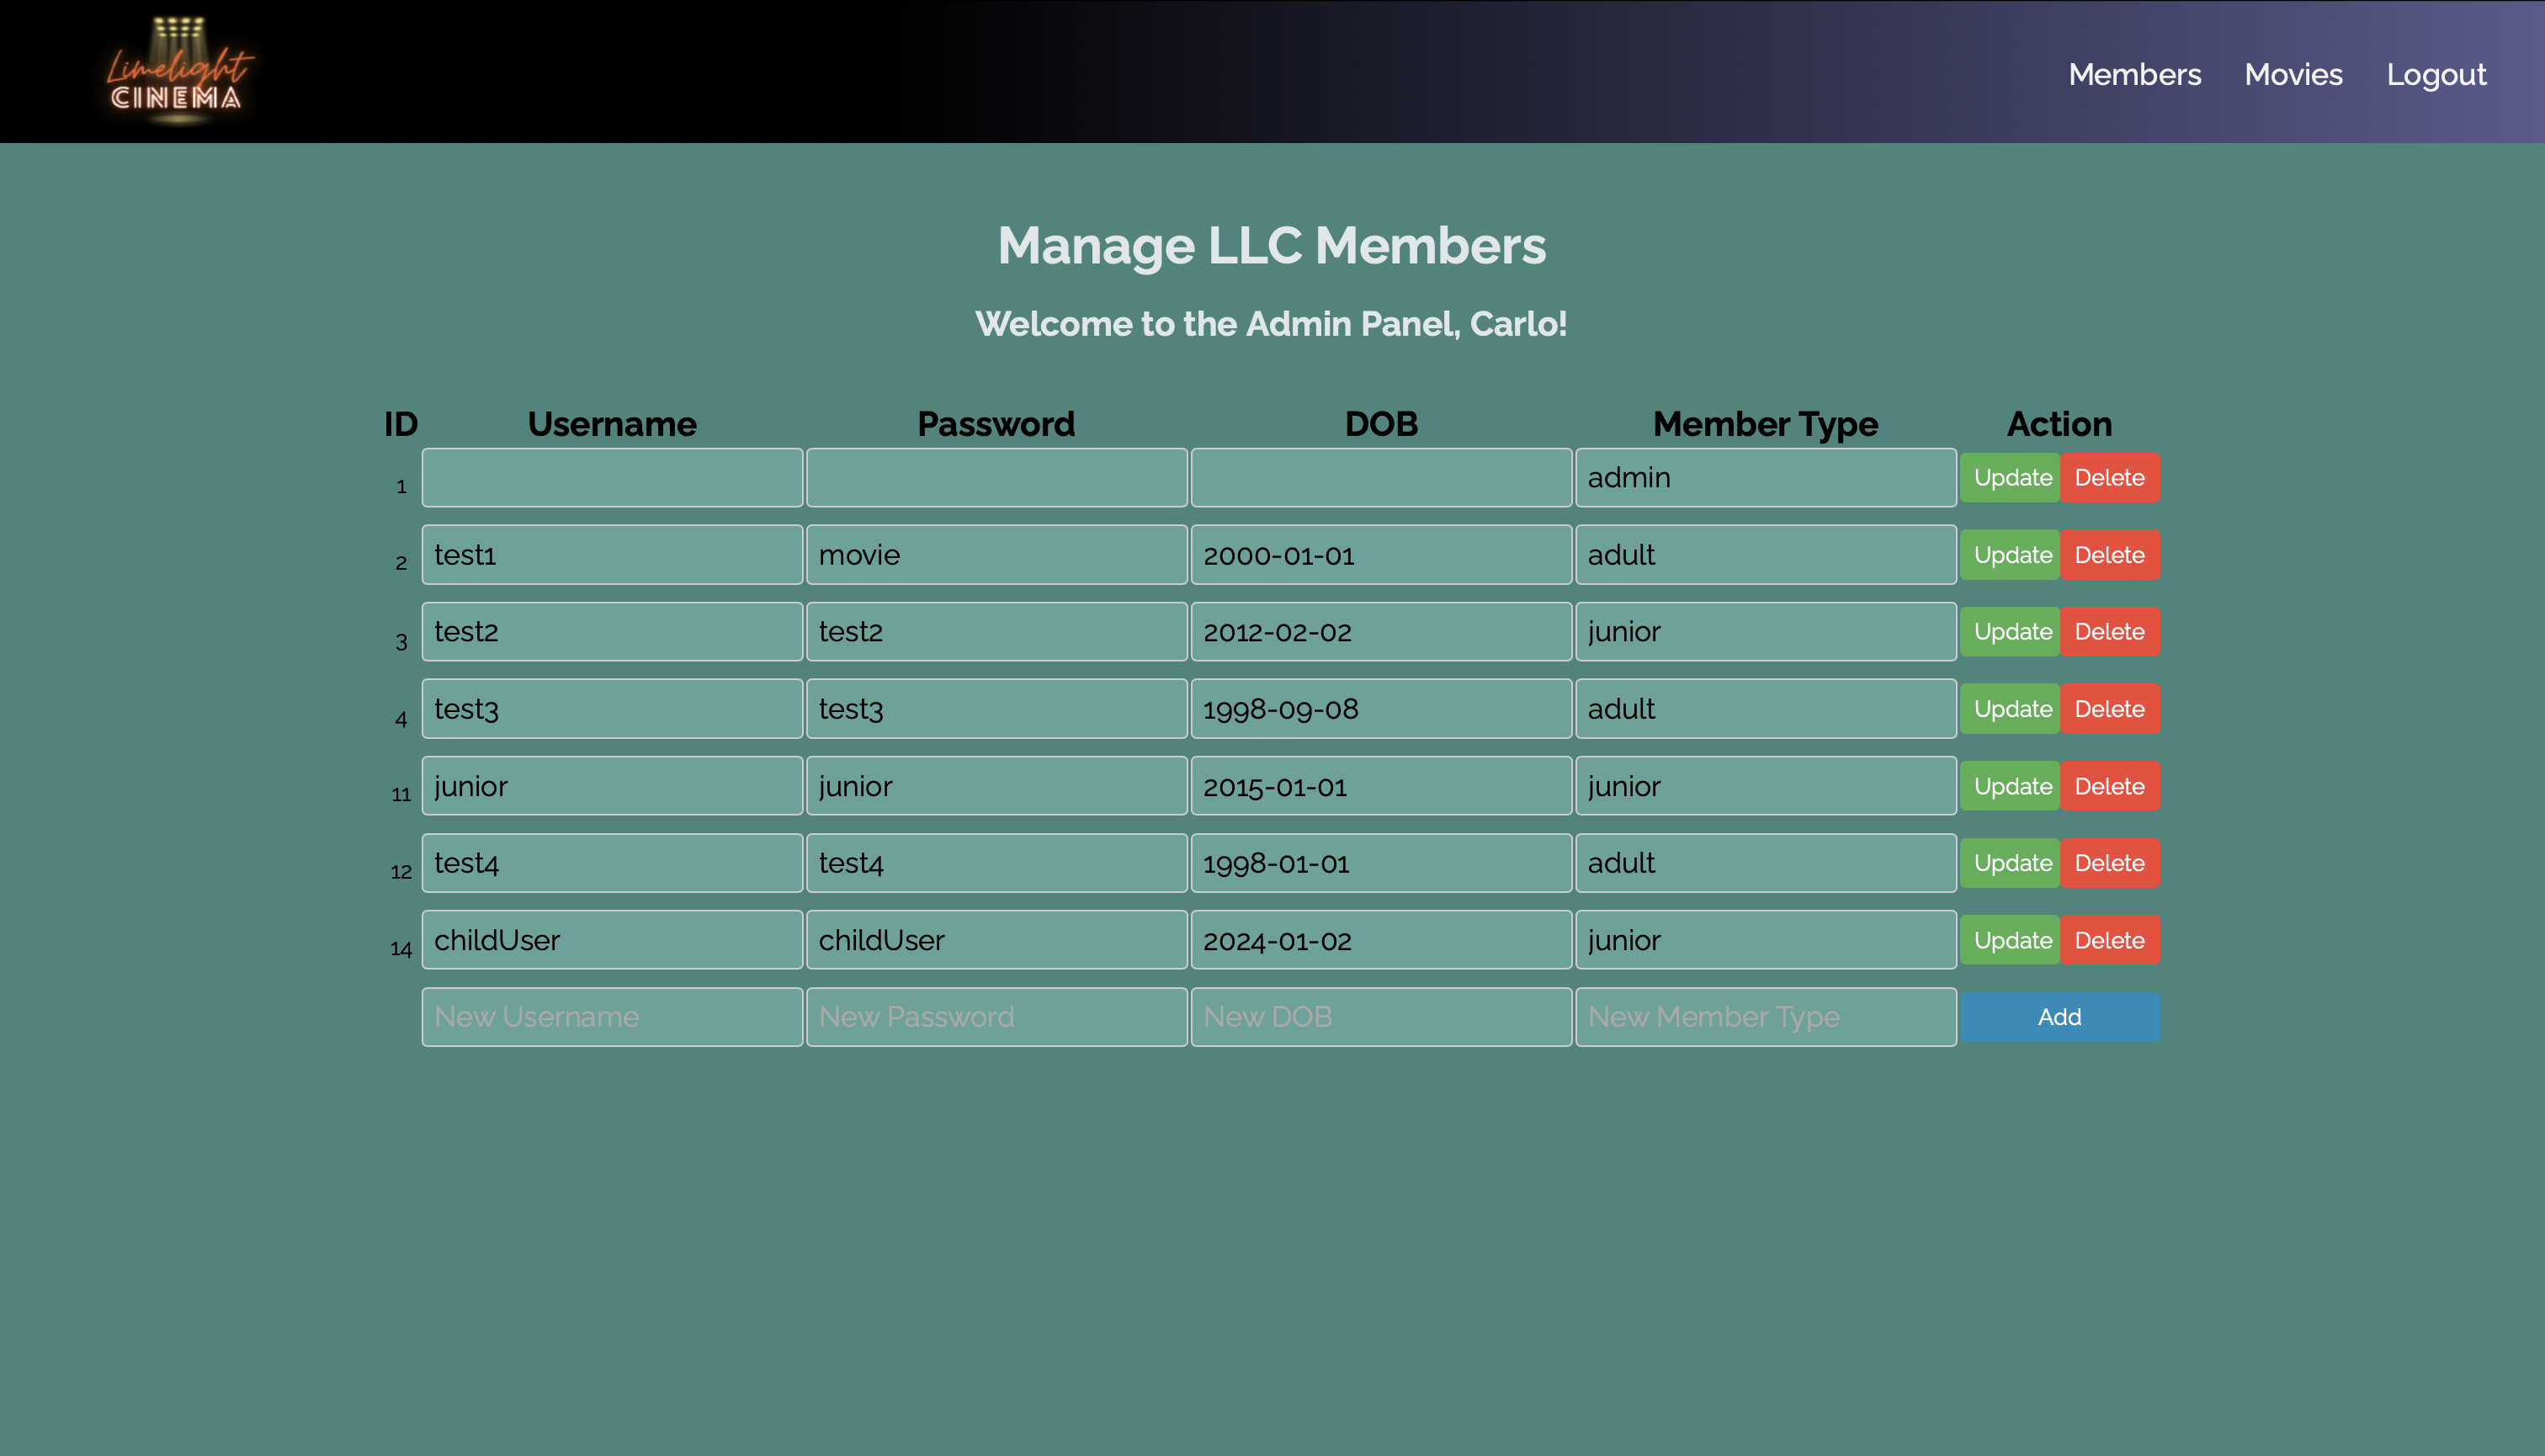 Limelight
CINEMA
Members Movies Logout
Manage LLC Members
Welcome to the Admin Panel, Carlo!
ID Username Password DOB Member Type Action
1 admin Update Delete
2 test1 movie 2000-01-01 adult Update Delete
3 test2 test2 2012-02-02 junior Update Delete
4 test3 test3 1998-09-08 adult Update Delete
11 junior junior 2015-01-01 junior Update Delete
12 test4 test4 1998-01-01 adult Update Delete
14 childUser childUser 2024-01-02 junior Update Delete
New Username New Password New DOB New Member Type Add